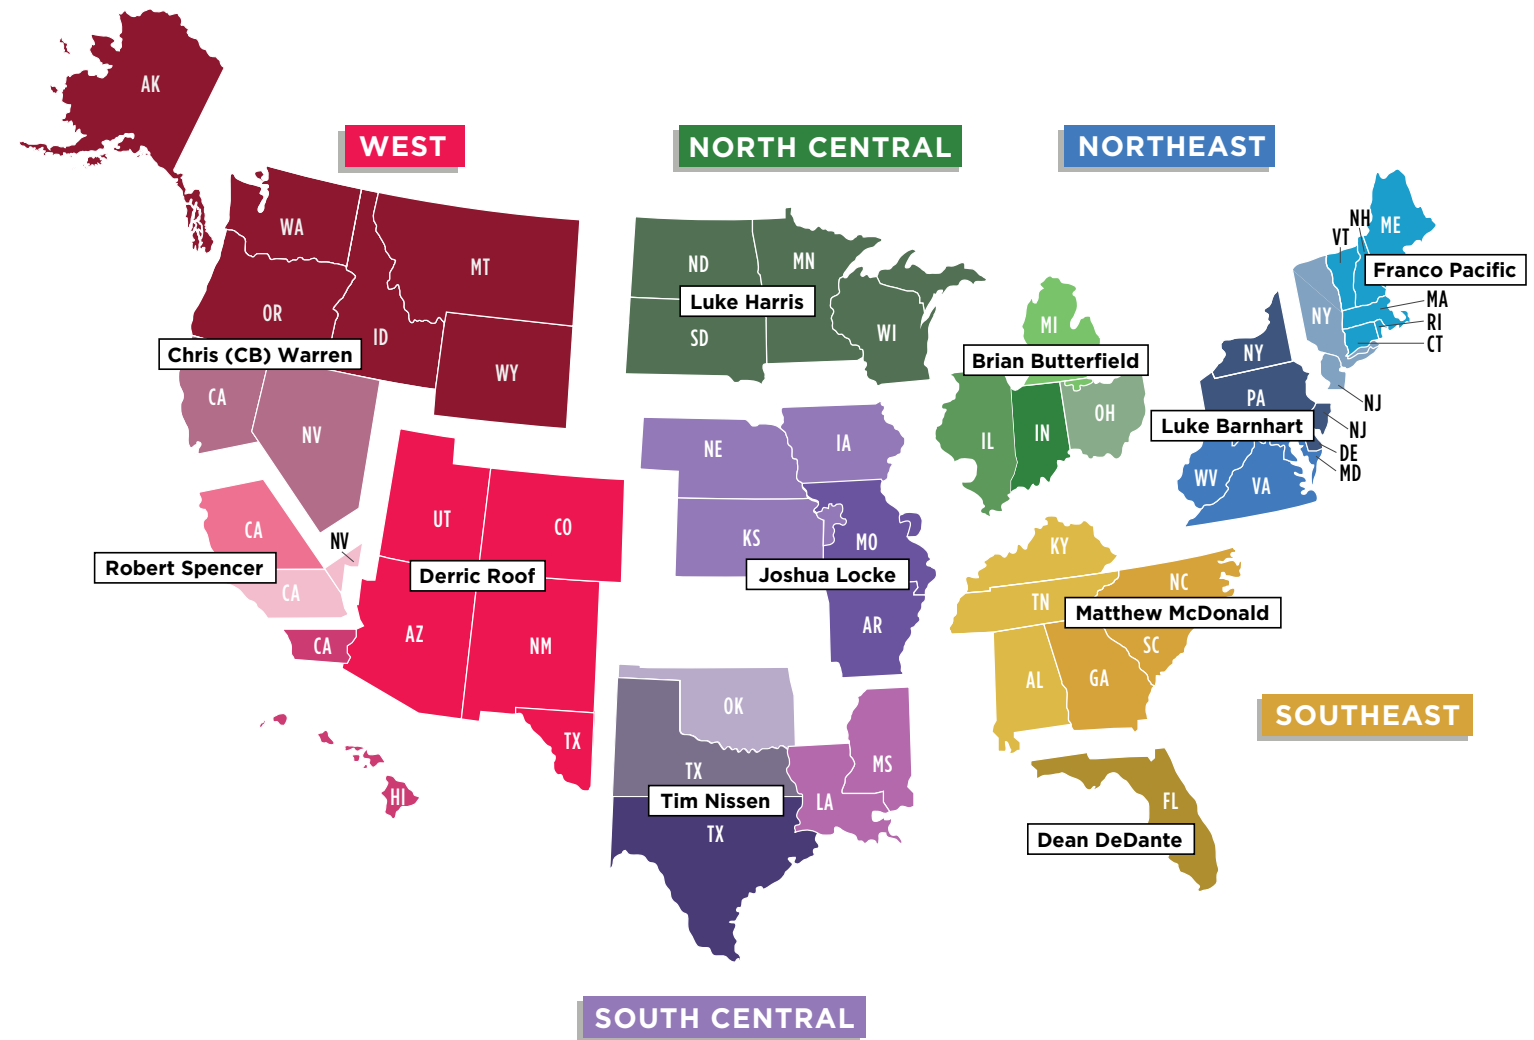 AK
WEST
NORTH CENTRAL
NORTHEAST
WA
MT
OR
ID
WY
Chris (CB) Warren
CA
NV
CA
NV
Robert Spencer
CA
CA
HI
UT
CO
Derric Roof
AZ
NM
TX
ND
MN
Luke Harris
SD
WI
MI
Brian Butterfield
IL
IN
OH
NH
ME
VT
Franco Pacific
MA
NY
RI
CT
NJ
NY
PA
Luke Barnhart
NJ
DE
MD
WV
VA
NE
IA
KS
MO
Joshua Locke
AR
OK
TX
Tim Nissen
TX
LA
MS
KY
NC
TN
Matthew McDonald
SC
AL
GA
SOUTHEAST
FL
Dean DeDante
SOUTH CENTRAL